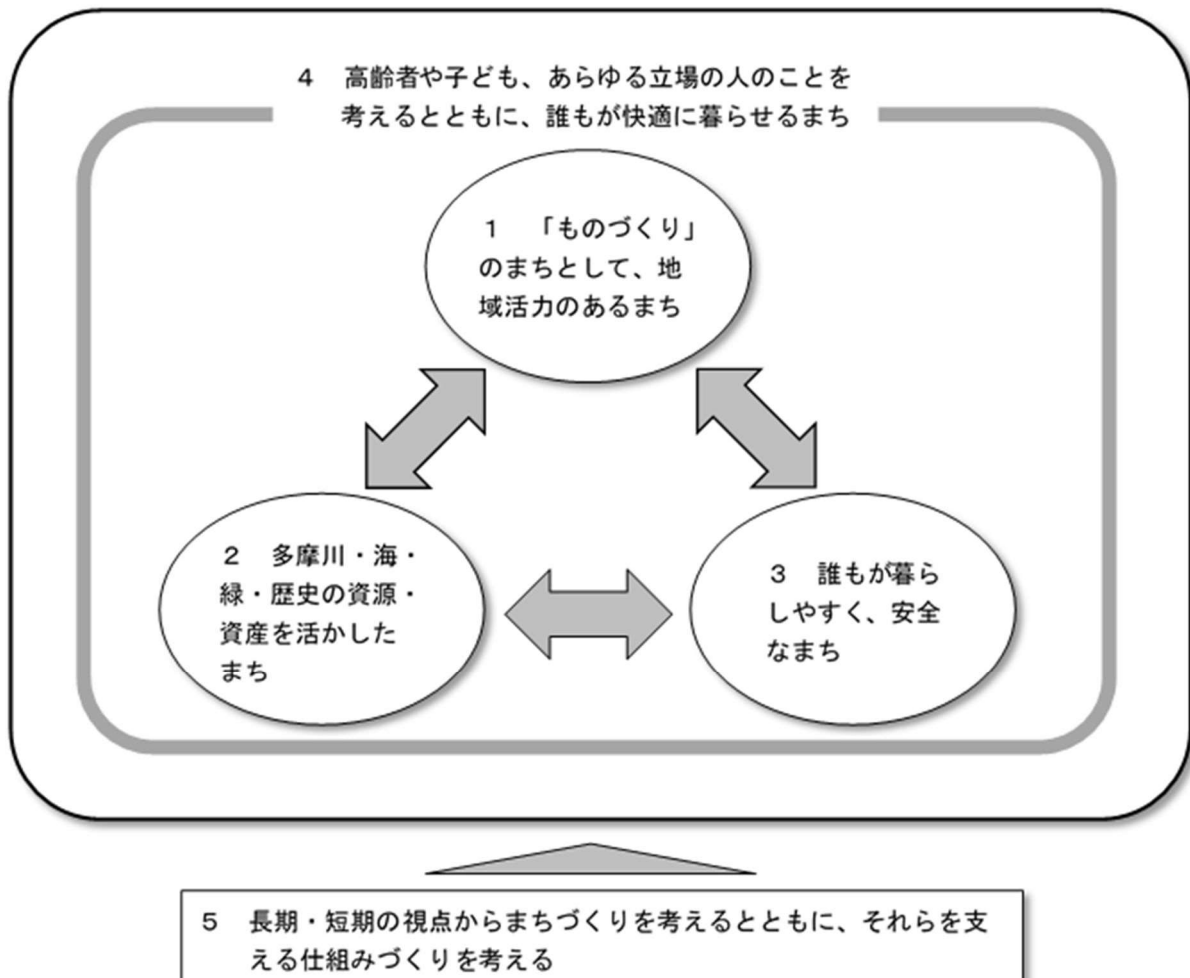 4 高齢者や子ども、あらゆる立場の人のことを
考えるとともに、誰もが快適に暮らせるまち
1 「ものづくり」
のまちとして、地
域活力のあるまち
2 多摩川・海・
緑・歴史の資源・
資産を活かした
まち
3 誰もが暮ら
しやすく、安全
なまち
5 長期・短期の視点からまちづくりを考えるとともに、それらを支
える仕組みづくりを考える